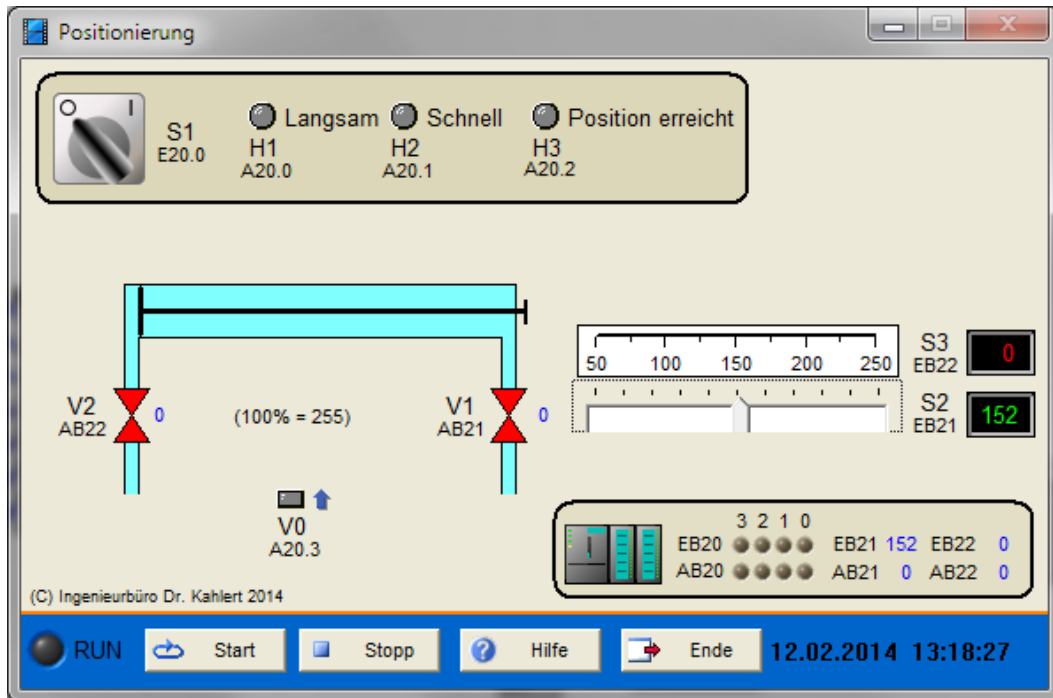 Positionierung
O I
S1
E20.0
Langsam
H1
A20.0
Schnell
H2
A20.1
Position erreicht
H3
A20.2
50 100 150 200 250
S3
EB22
0
S2
EB21
152
V2
AB22
0
(100% = 255)
V1
AB21
0
V0
A20.3
3 2 1 0
EB20 EB21 152 EB22 0
AB20 AB21 0 AB22 0
(C) Ingenieurbüro Dr. Kahlert 2014
RUN Start Stopp Hilfe Ende 12.02.2014 13:18:27